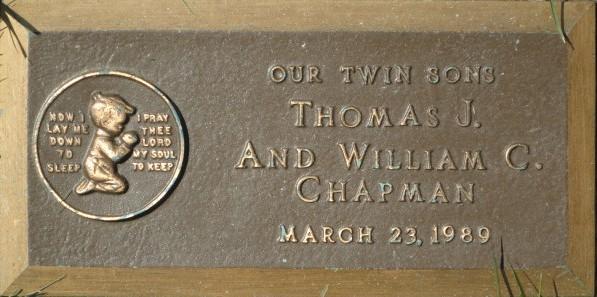 NOW I
LAY ME
DOWN
TO
SLEEP
I PRAY
THEE
LORD
MY SOUL
TO KEEP
OUR TWIN SONS
THOMAS J.
AND WILLIAM C.
CHAPMAN
MARCH 23, 1989